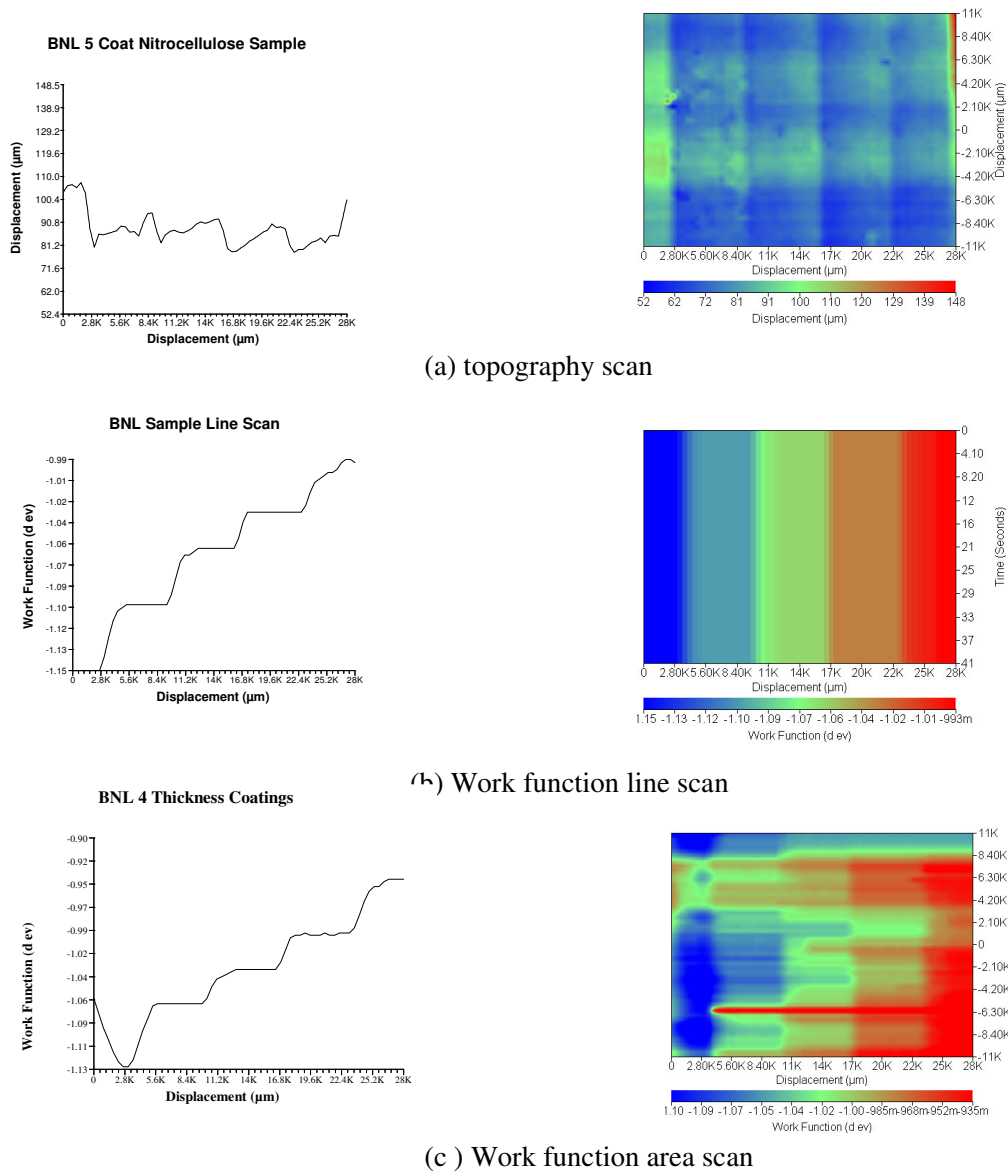 BNL 5 Coat Nitrocellulose Sample
148.5
138.9
129.2
119.6
110.0
100.4
90.8
81.2
71.6
62.0
52.4
Displacement (µm)
0 2.8K 5.6K 8.4K 11.2K 14K 16.8K 19.6K 22.4K 25.2K 28K
Displacement (µm)
11K
8.40K
6.30K
4.20K
2.10K
0
-2.10K
-4.20K
-6.30K
-8.40K
-11K
Displacement (µm)
0 2.80K 5.60K 8.40K 11K 14K 17K 20K 22K 25K 28K
Displacement (µm)
52 62 72 81 91 100 110 120 129 139 148
Displacement (µm)
(a) topography scan
BNL Sample Line Scan
-0.99
-1.01
-1.02
-1.04
-1.06
-1.07
-1.09
-1.10
-1.12
-1.13
-1.15
Work Function (d ev)
0 2.8K 5.6K 8.4K 11.2K 14K 16.8K 19.6K 22.4K 25.2K 28K
Displacement (µm)
0
4.10
8.20
12
16
21
25
29
33
37
41
Time (Seconds)
0 2.80K 5.60K 8.40K 11K 14K 17K 20K 22K 25K 28K
Displacement (µm)
1.15 -1.13 -1.12 -1.10 -1.09 -1.07 -1.06 -1.04 -1.02 -1.01 -993m
Work Function (d ev)
) Work function line scan
BNL 4 Thickness Coatings
-0.90
-0.92
-0.95
-0.97
-0.99
-1.02
-1.04
-1.06
-1.09
-1.11
-1.13
Work Function (d ev)
0 2.8K 5.6K 8.4K 11.2K 14K 16.8K 19.6K 22.4K 25.2K 28K
Displacement (µm)
11K
8.40K
6.30K
4.20K
2.10K
0
-2.10K
-4.20K
-6.30K
-8.40K
-11K
0 2.80K 5.60K 8.40K 11K 14K 17K 20K 22K 25K 28K
Displacement (µm)
1.10 -1.09 -1.07 -1.05 -1.04 -1.02 -1.00 -985m -968m -952m -935m
Work Function (d ev)
(c ) Work function area scan